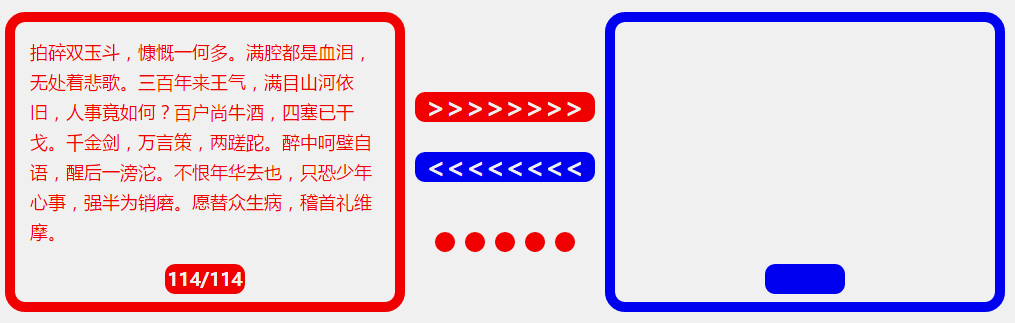 拍碎双玉斗，慷慨一何多。满腔都是血泪，
无处着悲歌。三百年来王气，满目山河依
旧，人事竟如何？百户尚牛酒，四塞已干
戈。千金剑，万言策，两蹉跎。醉中呵壁自
语，醒后一滂沱。不恨年华去也，只恐少年
心事，强半为销磨。愿替众生病，稽首礼维
摩。
114/114
>>>>>>>>
<<<<<<<<